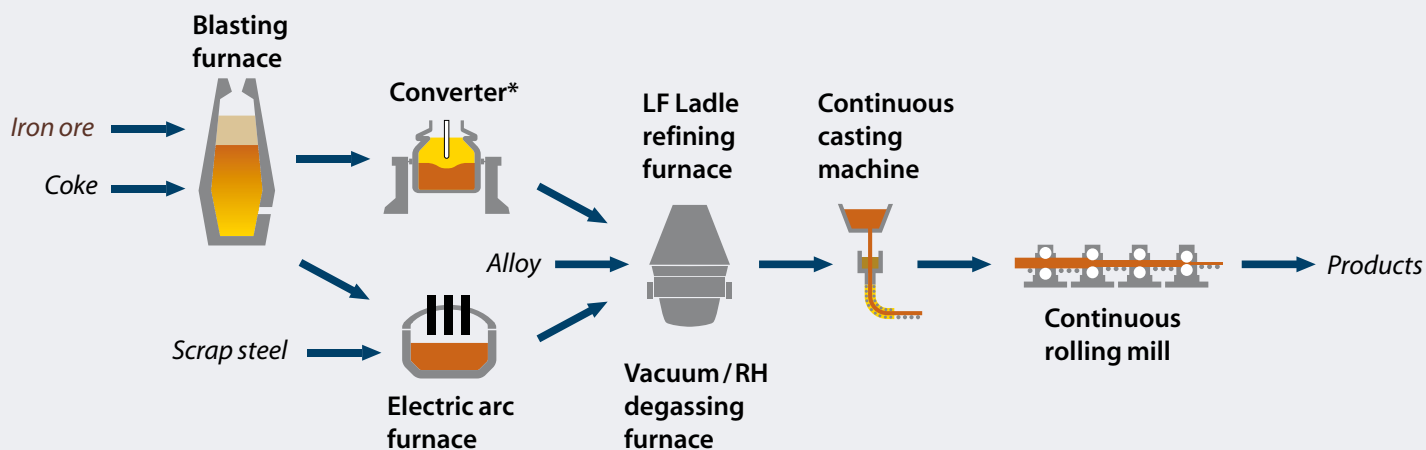 Blasting
furnace
Iron ore
Coke
Converter*
Scrap steel
Electric arc
furnace
Alloy
LF Ladle
refining
furnace
Vacuum / RH
degassing
furnace
Continuous
casting
machine
Continuous
rolling mill
Products